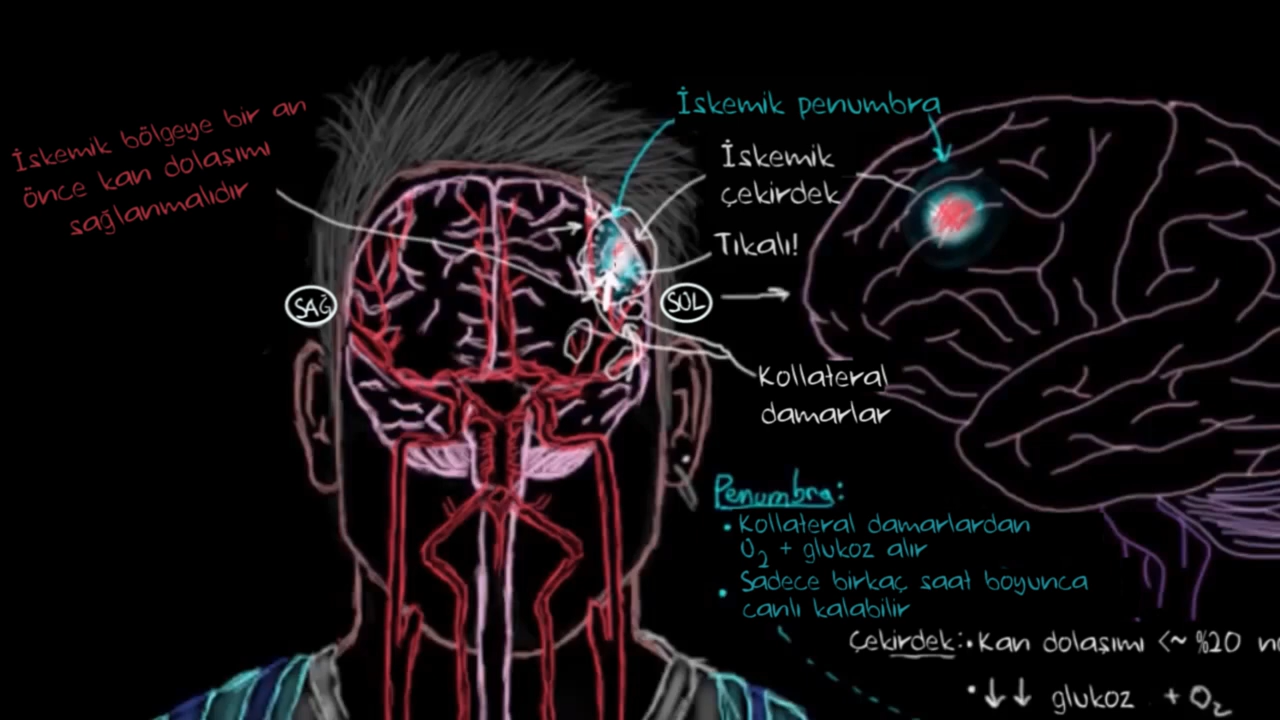 İskemik bölgeye bir an
önce kan dolaşımı
sağlanmalıdır
İskemik penumbra
İskemik
çekirdek
Tıkalı!
SAĞ
SOL
Kollateral
damarlar
Penumbra:
• Kollateral damarlardan
O₂ + glukoz alır
• Sadece birkaç saat boyunca
canlı kalabilir
Çekirdek: • Kan dolaşımı <~ %20
• ↓↓ glukoz + O₂